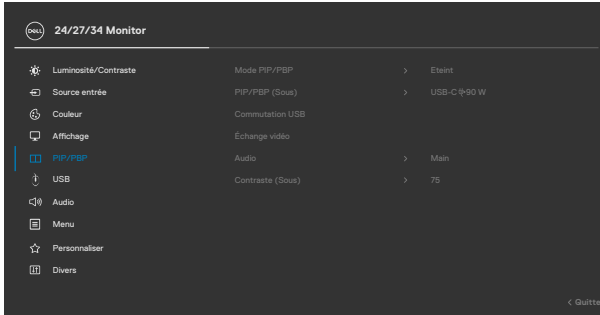 DELL 24/27/34 Monitor
Luminosité/Contraste Mode PIP/PBP > Eteint
Source entrée PIP/PBP (Sous) > USB-C 90 W
Couleur Commutation USB
Affichage Échange vidéo
PIP/PBP Audio > Main
USB Contraste (Sous) > 75
Audio
Menu
Personnaliser
Divers
< Quitte